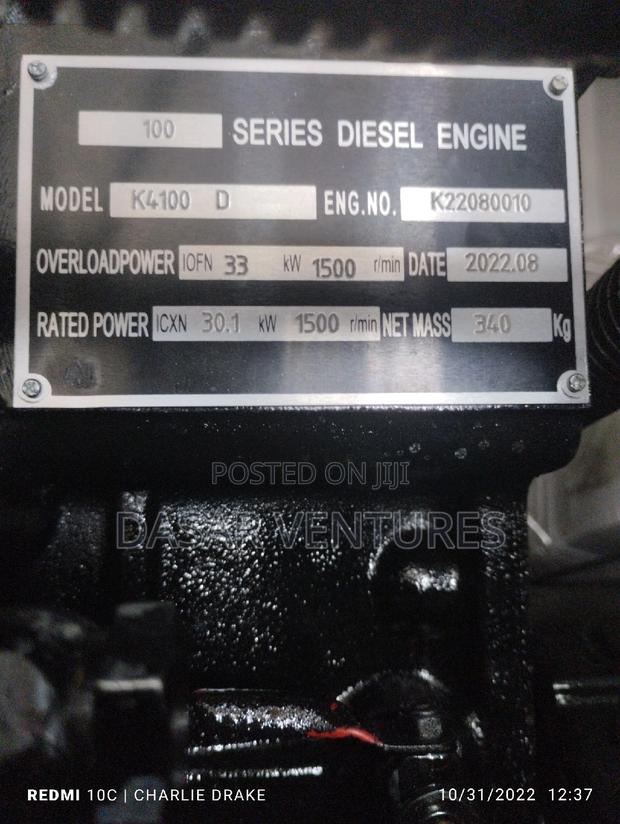 100 SERIES DIESEL ENGINE
MODEL K4100 D ENG.NO. K22080010
OVERLOADPOWER IOFN 33 kW 1500 r/min DATE 2022.08
RATED POWER ICXN 30.1 kW 1500 r/min NET MASS 340 Kg
POSTED ON JIJI
DASAP VENTURES
REDMI 10C | CHARLIE DRAKE 10/31/2022 12:37